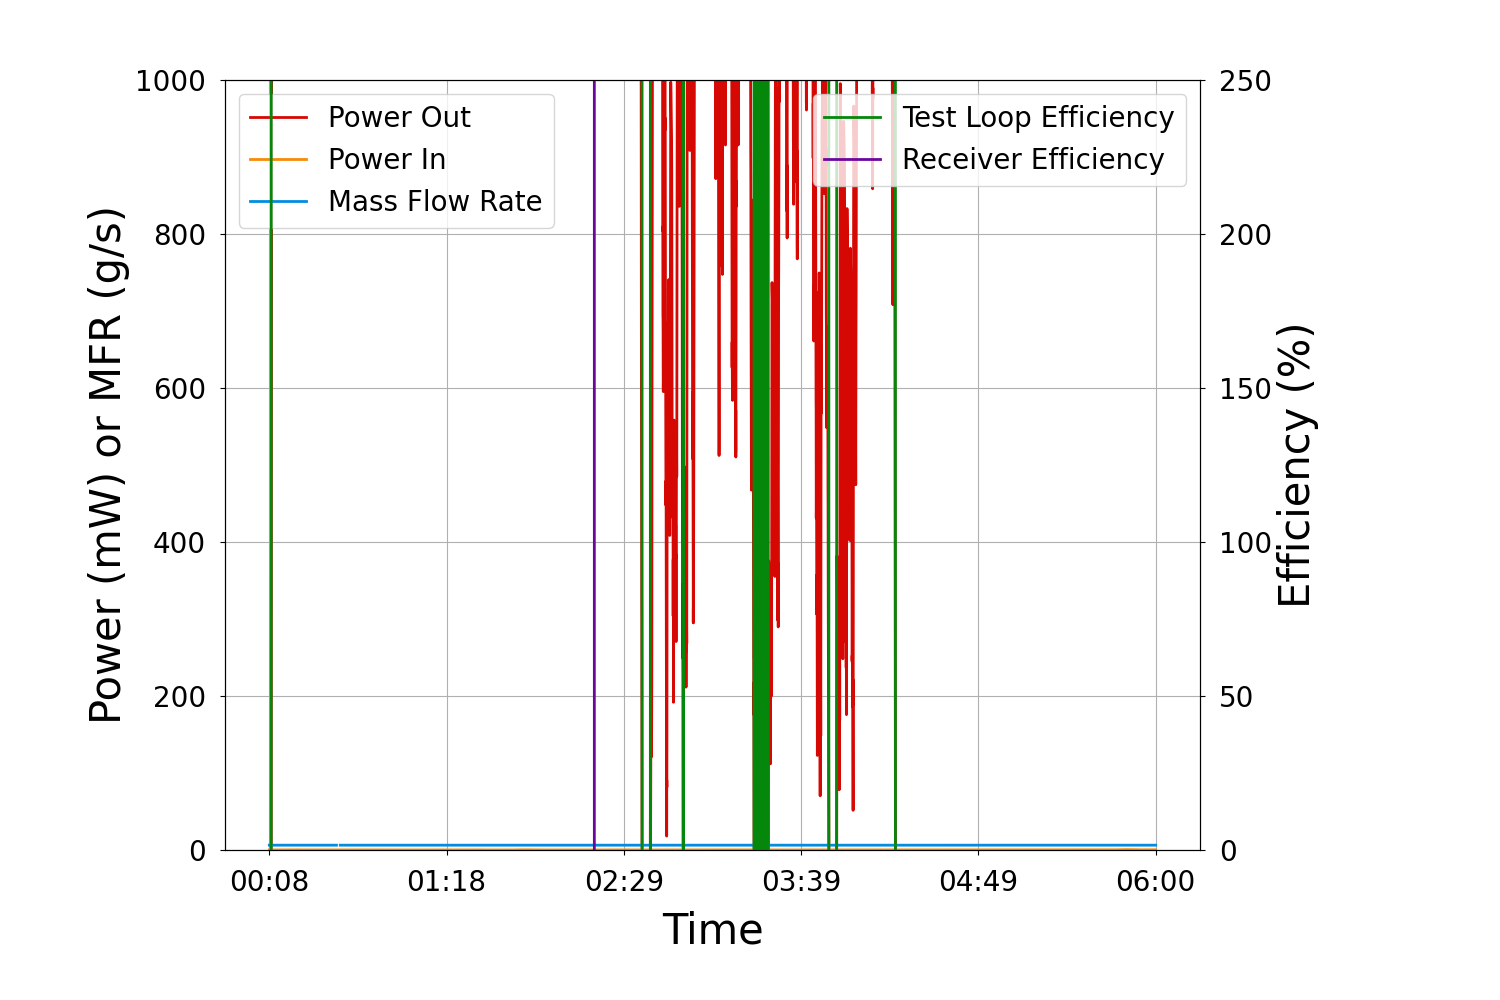 1000
800
600
400
200
0
Power (mW) or MFR (g/s)
Power Out
Power In
Mass Flow Rate
Test Loop Efficiency
Receiver Efficiency
250
200
150
100
50
0
Efficiency (%)
00:08 01:18 02:29 03:39 04:49 06:00
Time